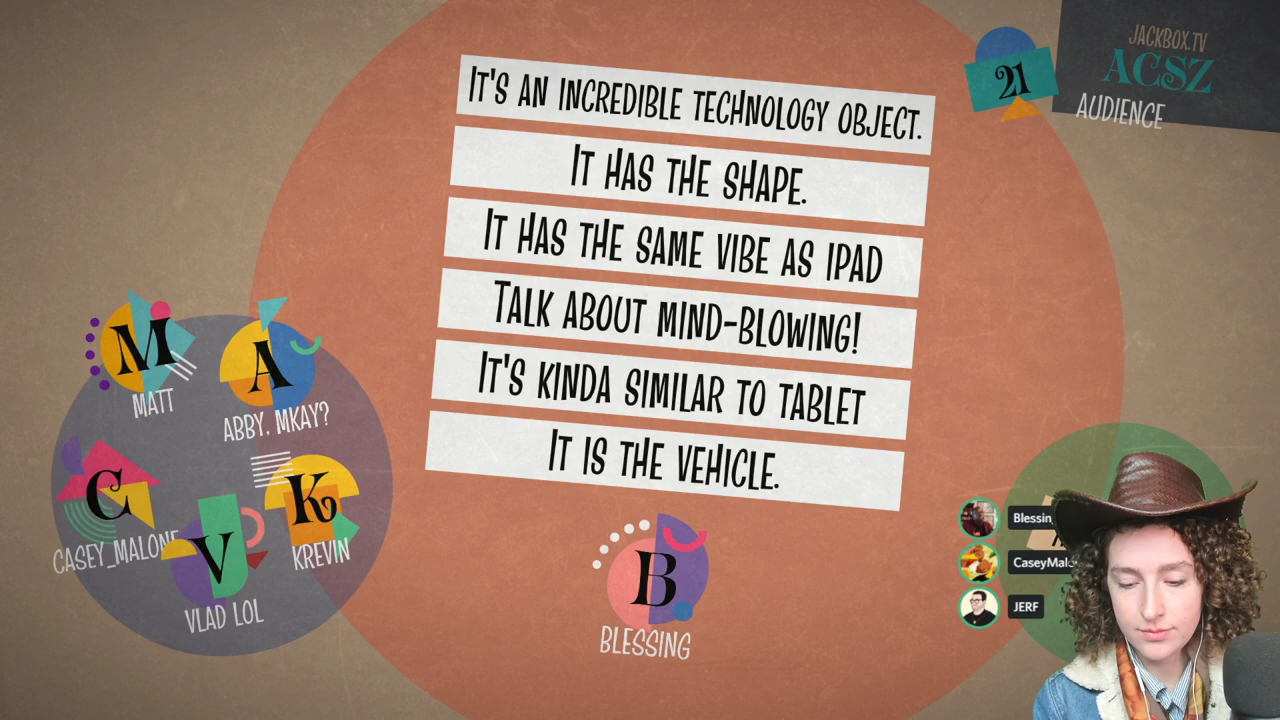 IT'S AN INCREDIBLE TECHNOLOGY OBJECT.
IT HAS THE SHAPE.
IT HAS THE SAME VIBE AS IPAD
TALK ABOUT MIND-BLOWING!
IT'S KINDA SIMILAR TO TABLET
IT IS THE VEHICLE.
21
JACKBOX.TV
ACSZ
AUDIENCE
M
MATT
A
ABBY, MKAY?
C
CASEY_MALONE
V
VLAD LOL
K
KREVIN
B
BLESSING
Blessin
CaseyMalo
JERF